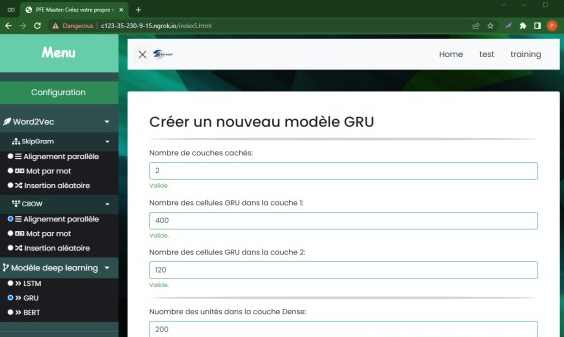 PFE Master: Créez votre propre
Dangerous
c123-35-230-9-15.ngrok.io/index5.html
Menu
Configuration
Word2Vec
SkipGram
Alignement parallèle
Mot par mot
Insertion aléatoire
CBOW
Alignement parallèle
Mot par mot
Insertion aléatoire
Modèle deep learning
LSTM
GRU
BERT
Home test training
Créer un nouveau modèle GRU
Nombre de couches cachés:
2
Valide.
Nombre des cellules GRU dans la couche 1:
400
Valide.
Nombre des cellules GRU dans la couche 2:
120
Valide.
Nuombre des unités dans la couche Dense:
200